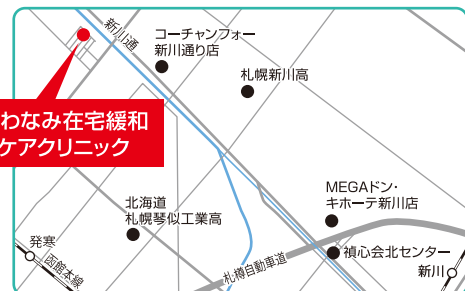 新川通
コーチャンフォー
新川通り店
札幌新川高
わなみ在宅緩和
ケアクリニック
北海道
札幌琴似工業高
MEGAドン・
キホーテ新川店
発寒
函館本線
札樽自動車道
禎心会北センター
新川